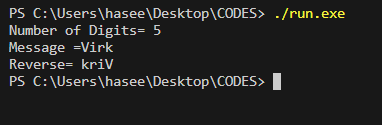 PS C:\Users\hasee\Desktop\CODES> ./run.exe
Number of Digits= 5
Message =Virk
Reverse= kriV
PS C:\Users\hasee\Desktop\CODES>